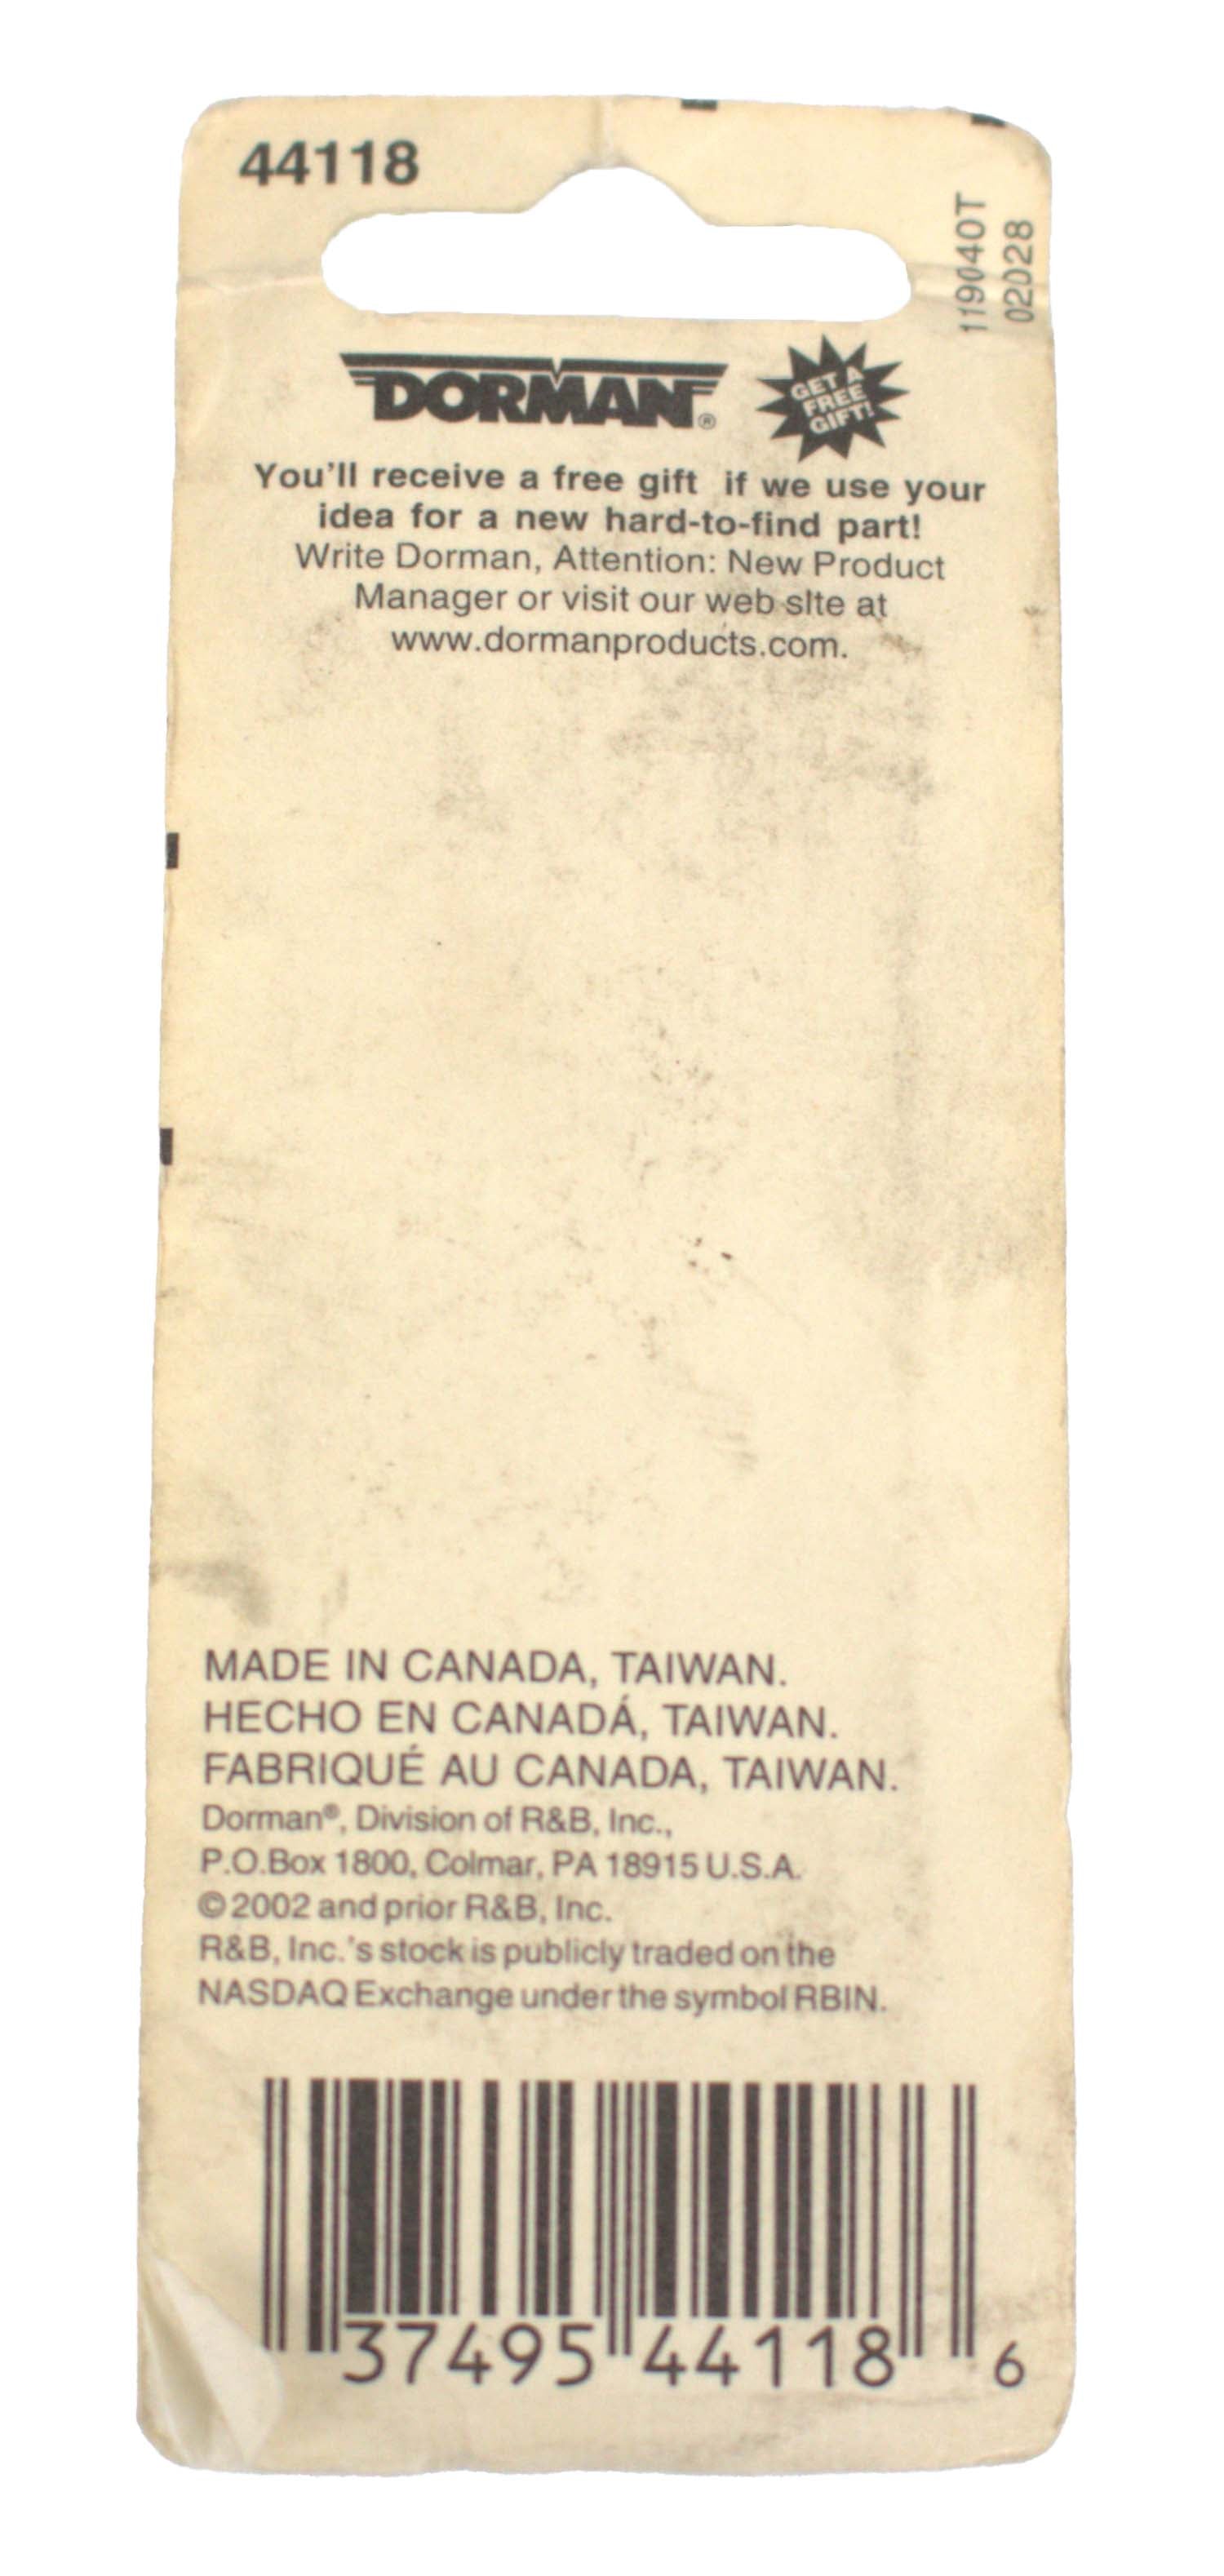 44118
119040T
02028
DORMAN®
GET A
FREE
GIFT!
You'll receive a free gift if we use your
idea for a new hard-to-find part!
Write Dorman, Attention: New Product
Manager or visit our web site at
www.dormanproducts.com.
MADE IN CANADA, TAIWAN.
HECHO EN CANADÁ, TAIWAN.
FABRIQUÉ AU CANADA, TAIWAN.
Dorman®, Division of R&B, Inc.,
P.O.Box 1800, Colmar, PA 18915 U.S.A.
© 2002 and prior R&B, Inc.
R&B, Inc.'s stock is publicly traded on the
NASDAQ Exchange under the symbol RBIN.
37495 44118 6